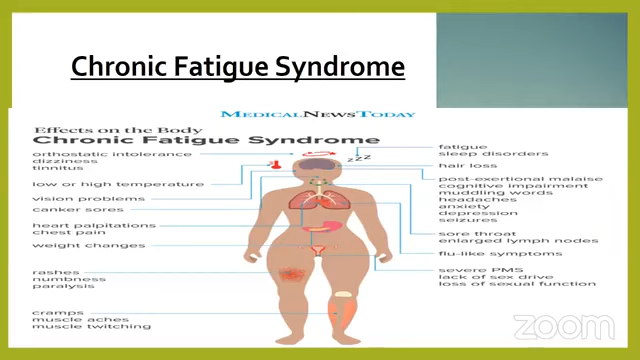 Chronic Fatigue Syndrome
MEDICALNEWSTODAY
Effects on the Body
Chronic Fatigue Syndrome
orthostatic intolerance
dizziness
tinnitus
low or high temperature
vision problems
canker sores
heart palpitations
chest pain
weight changes
rashes
numbness
paralysis
cramps
muscle aches
muscle twitching
zzz
fatigue
sleep disorders
hair loss
post-exertional malaise
cognitive impairment
muddling words
headaches
anxiety
depression
seizures
sore throat
enlarged lymph nodes
flu-like symptoms
severe PMS
lack of sex drive
loss of sexual function
zoom